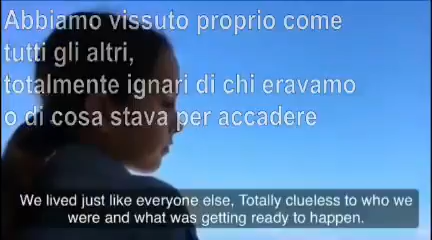 Abbiamo vissuto proprio come
tutti gli altri,
totalmente ignari di chi eravamo
o di cosa stava per accadere
We lived just like everyone else, Totally clueless to who we
were and what was getting ready to happen.